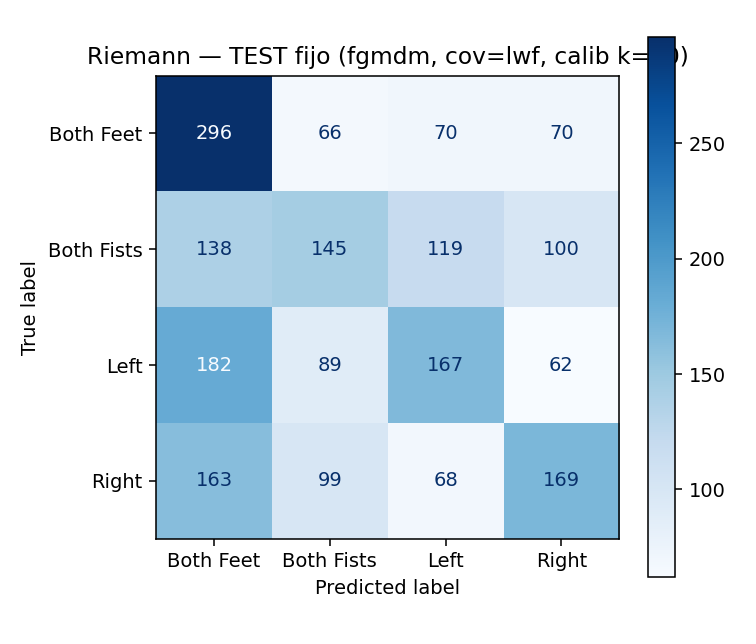 Riemann — TEST fijo (fgmdm, cov=lwf, calib
Both Feet 296 66 70 70
Both Fists 138 145 119 100
Left 182 89 167 62
Right 163 99 68 169
Both Feet Both Fists Left Right
Predicted label
True label
250
200
150
100